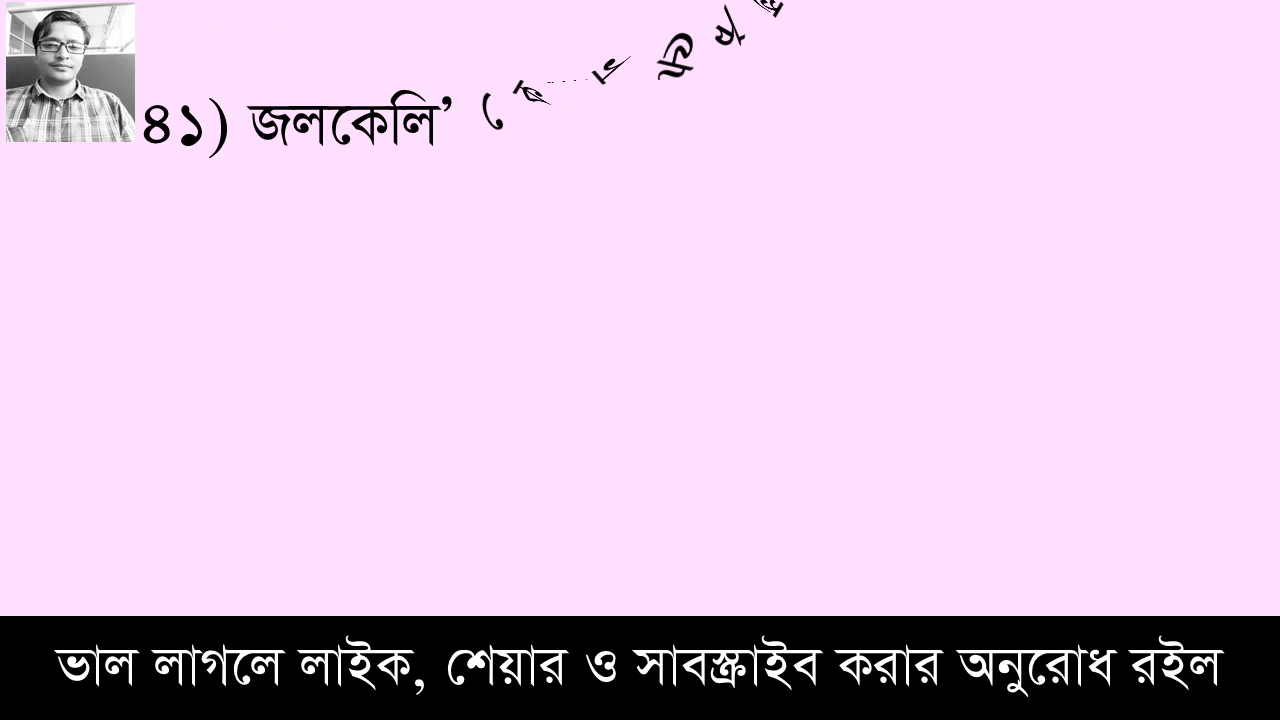 ৪১) জলকেলি’
ভাল লাগলে লাইক, শেয়ার ও সাবস্ক্রাইব করার অনুরোধ রইল